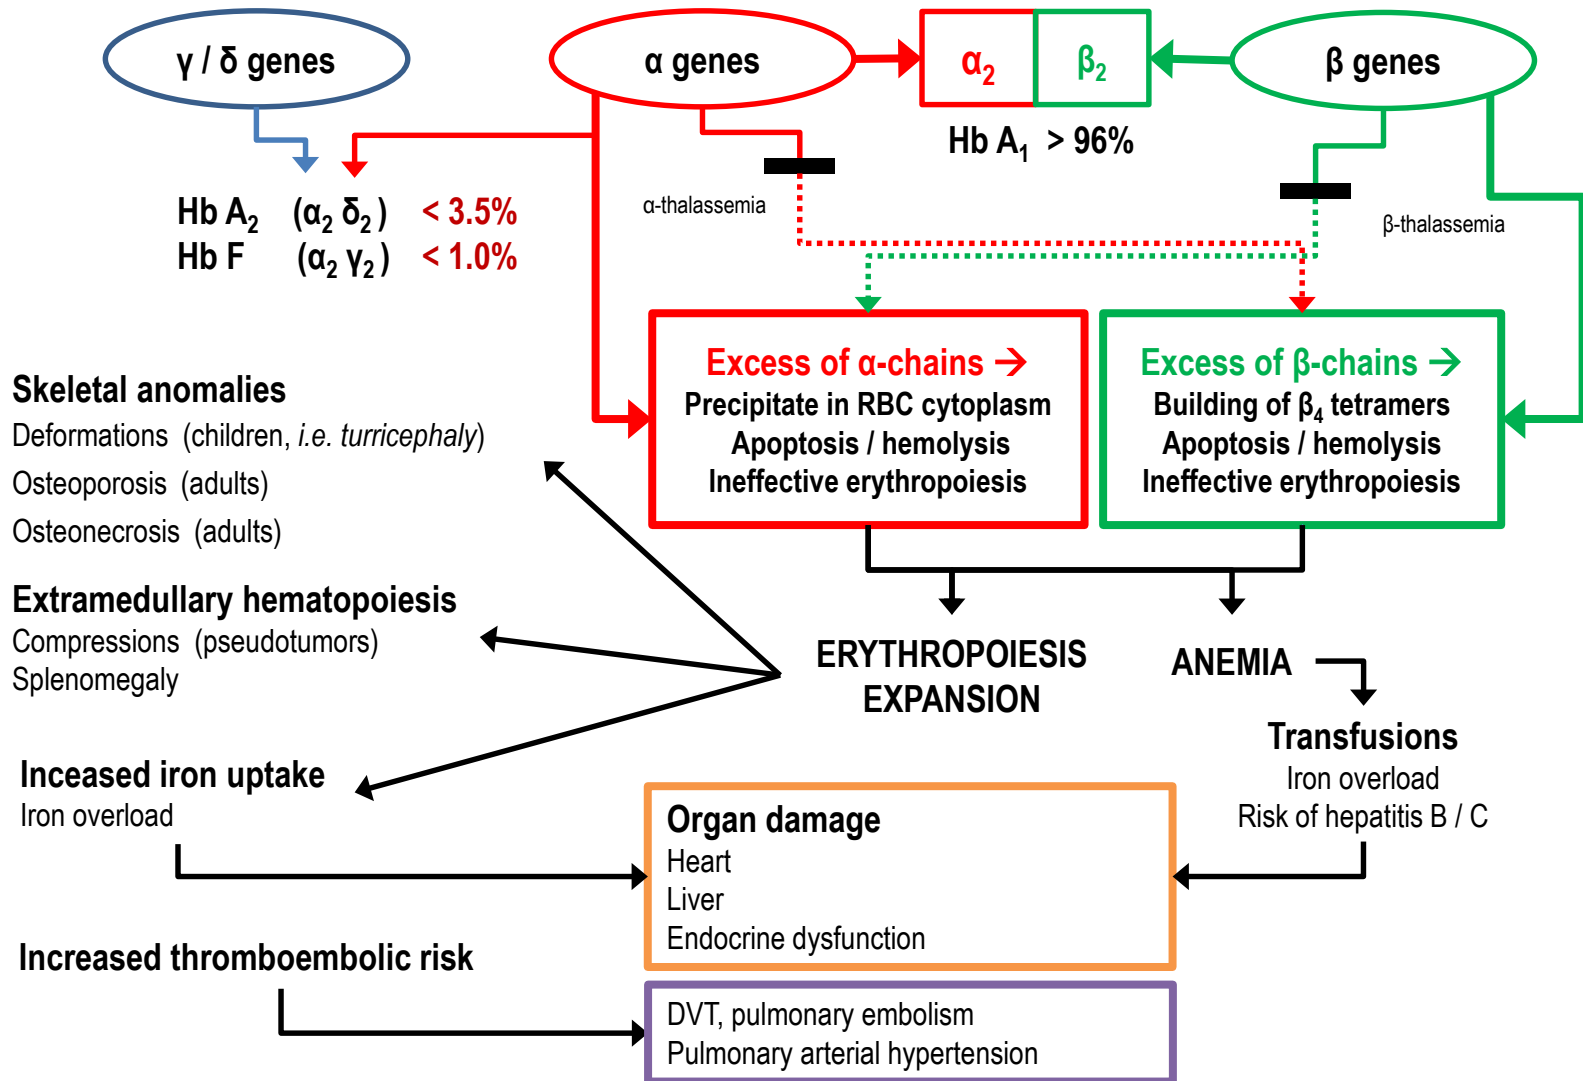 γ / δ genes
α genes
α₂
β₂
β genes
Hb A₁ > 96%
Hb A₂ (α₂ δ₂) < 3.5%
Hb F (α₂ γ₂) < 1.0%
α-thalassemia
β-thalassemia
Excess of α-chains →
Precipitate in RBC cytoplasm
Apoptosis / hemolysis
Ineffective erythropoiesis
Excess of β-chains →
Building of β₄ tetramers
Apoptosis / hemolysis
Ineffective erythropoiesis
Skeletal anomalies
Deformations (children, i.e. turricephaly)
Osteoporosis (adults)
Osteonecrosis (adults)
Extramedullary hematopoiesis
Compressions (pseudotumors)
Splenomegaly
ERYTHROPOIESIS
EXPANSION
ANEMIA
Transfusions
Iron overload
Risk of hepatitis B / C
Inceased iron uptake
Iron overload
Organ damage
Heart
Liver
Endocrine dysfunction
Increased thromboembolic risk
DVT, pulmonary embolism
Pulmonary arterial hypertension